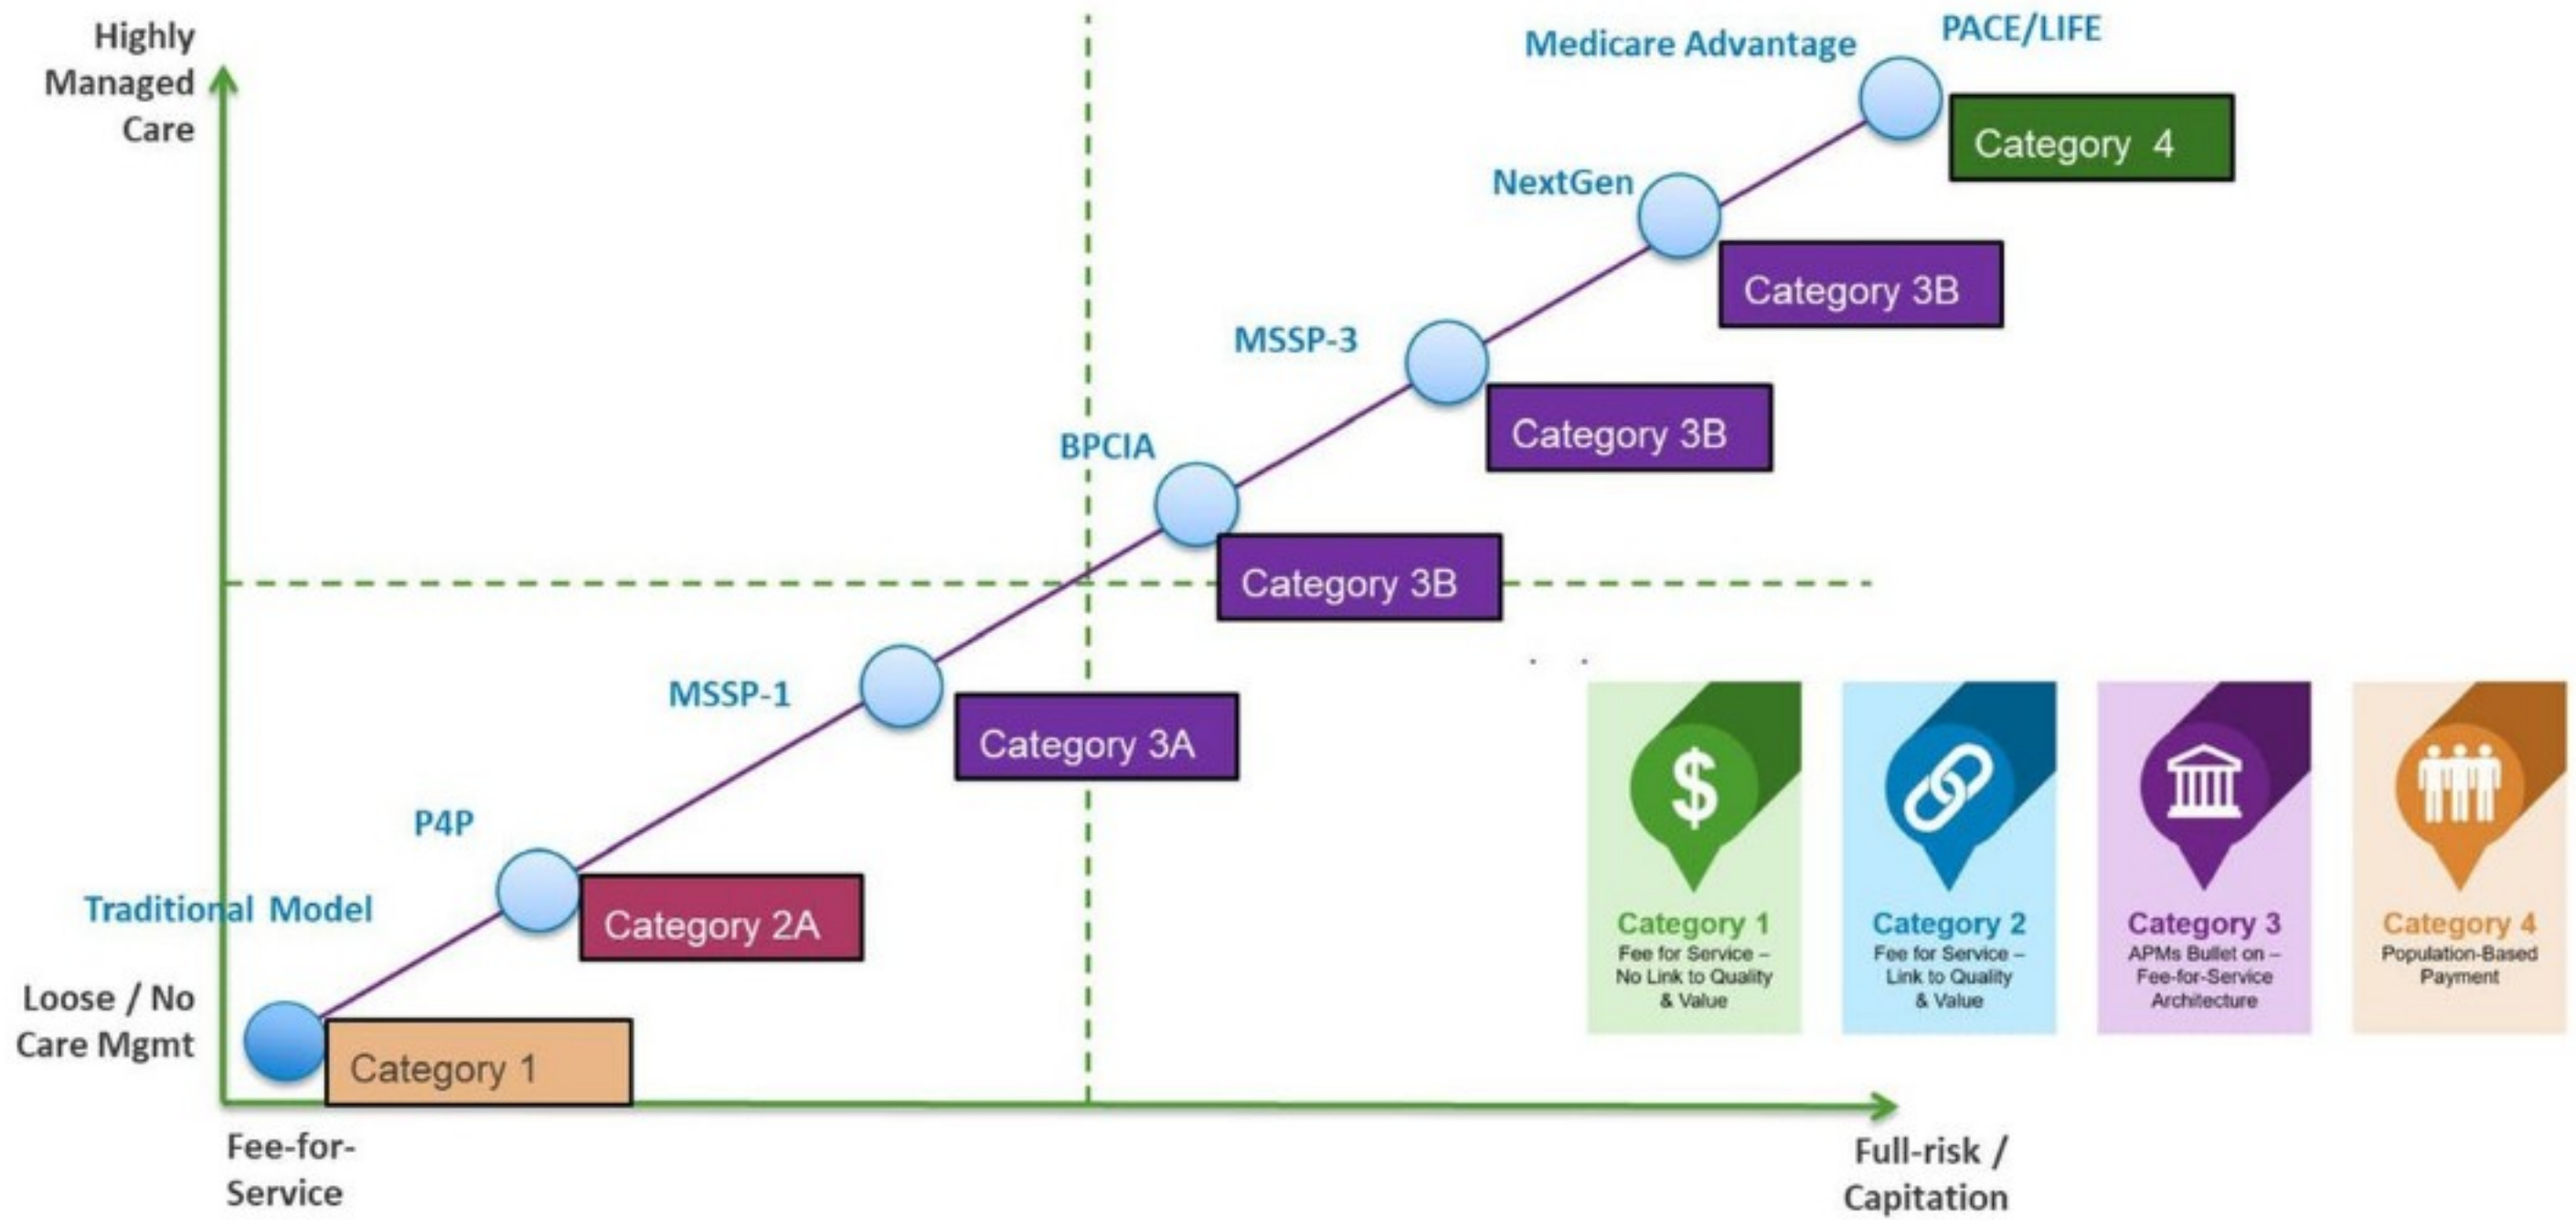 Highly
Managed
Care
Medicare Advantage
PACE/LIFE
Category 4
NextGen
Category 3B
MSSP-3
Category 3B
BPCIA
Category 3B
MSSP-1
Category 3A
P4P
Category 2A
Traditional Model
Loose / No
Care Mgmt
Category 1
Fee-for-
Service
Full-risk /
Capitation
Category 1
Fee for Service –
No Link to Quality
& Value
Category 2
Fee for Service –
Link to Quality
& Value
Category 3
APMs Bullet on –
Fee-for-Service
Architecture
Category 4
Population-Based
Payment